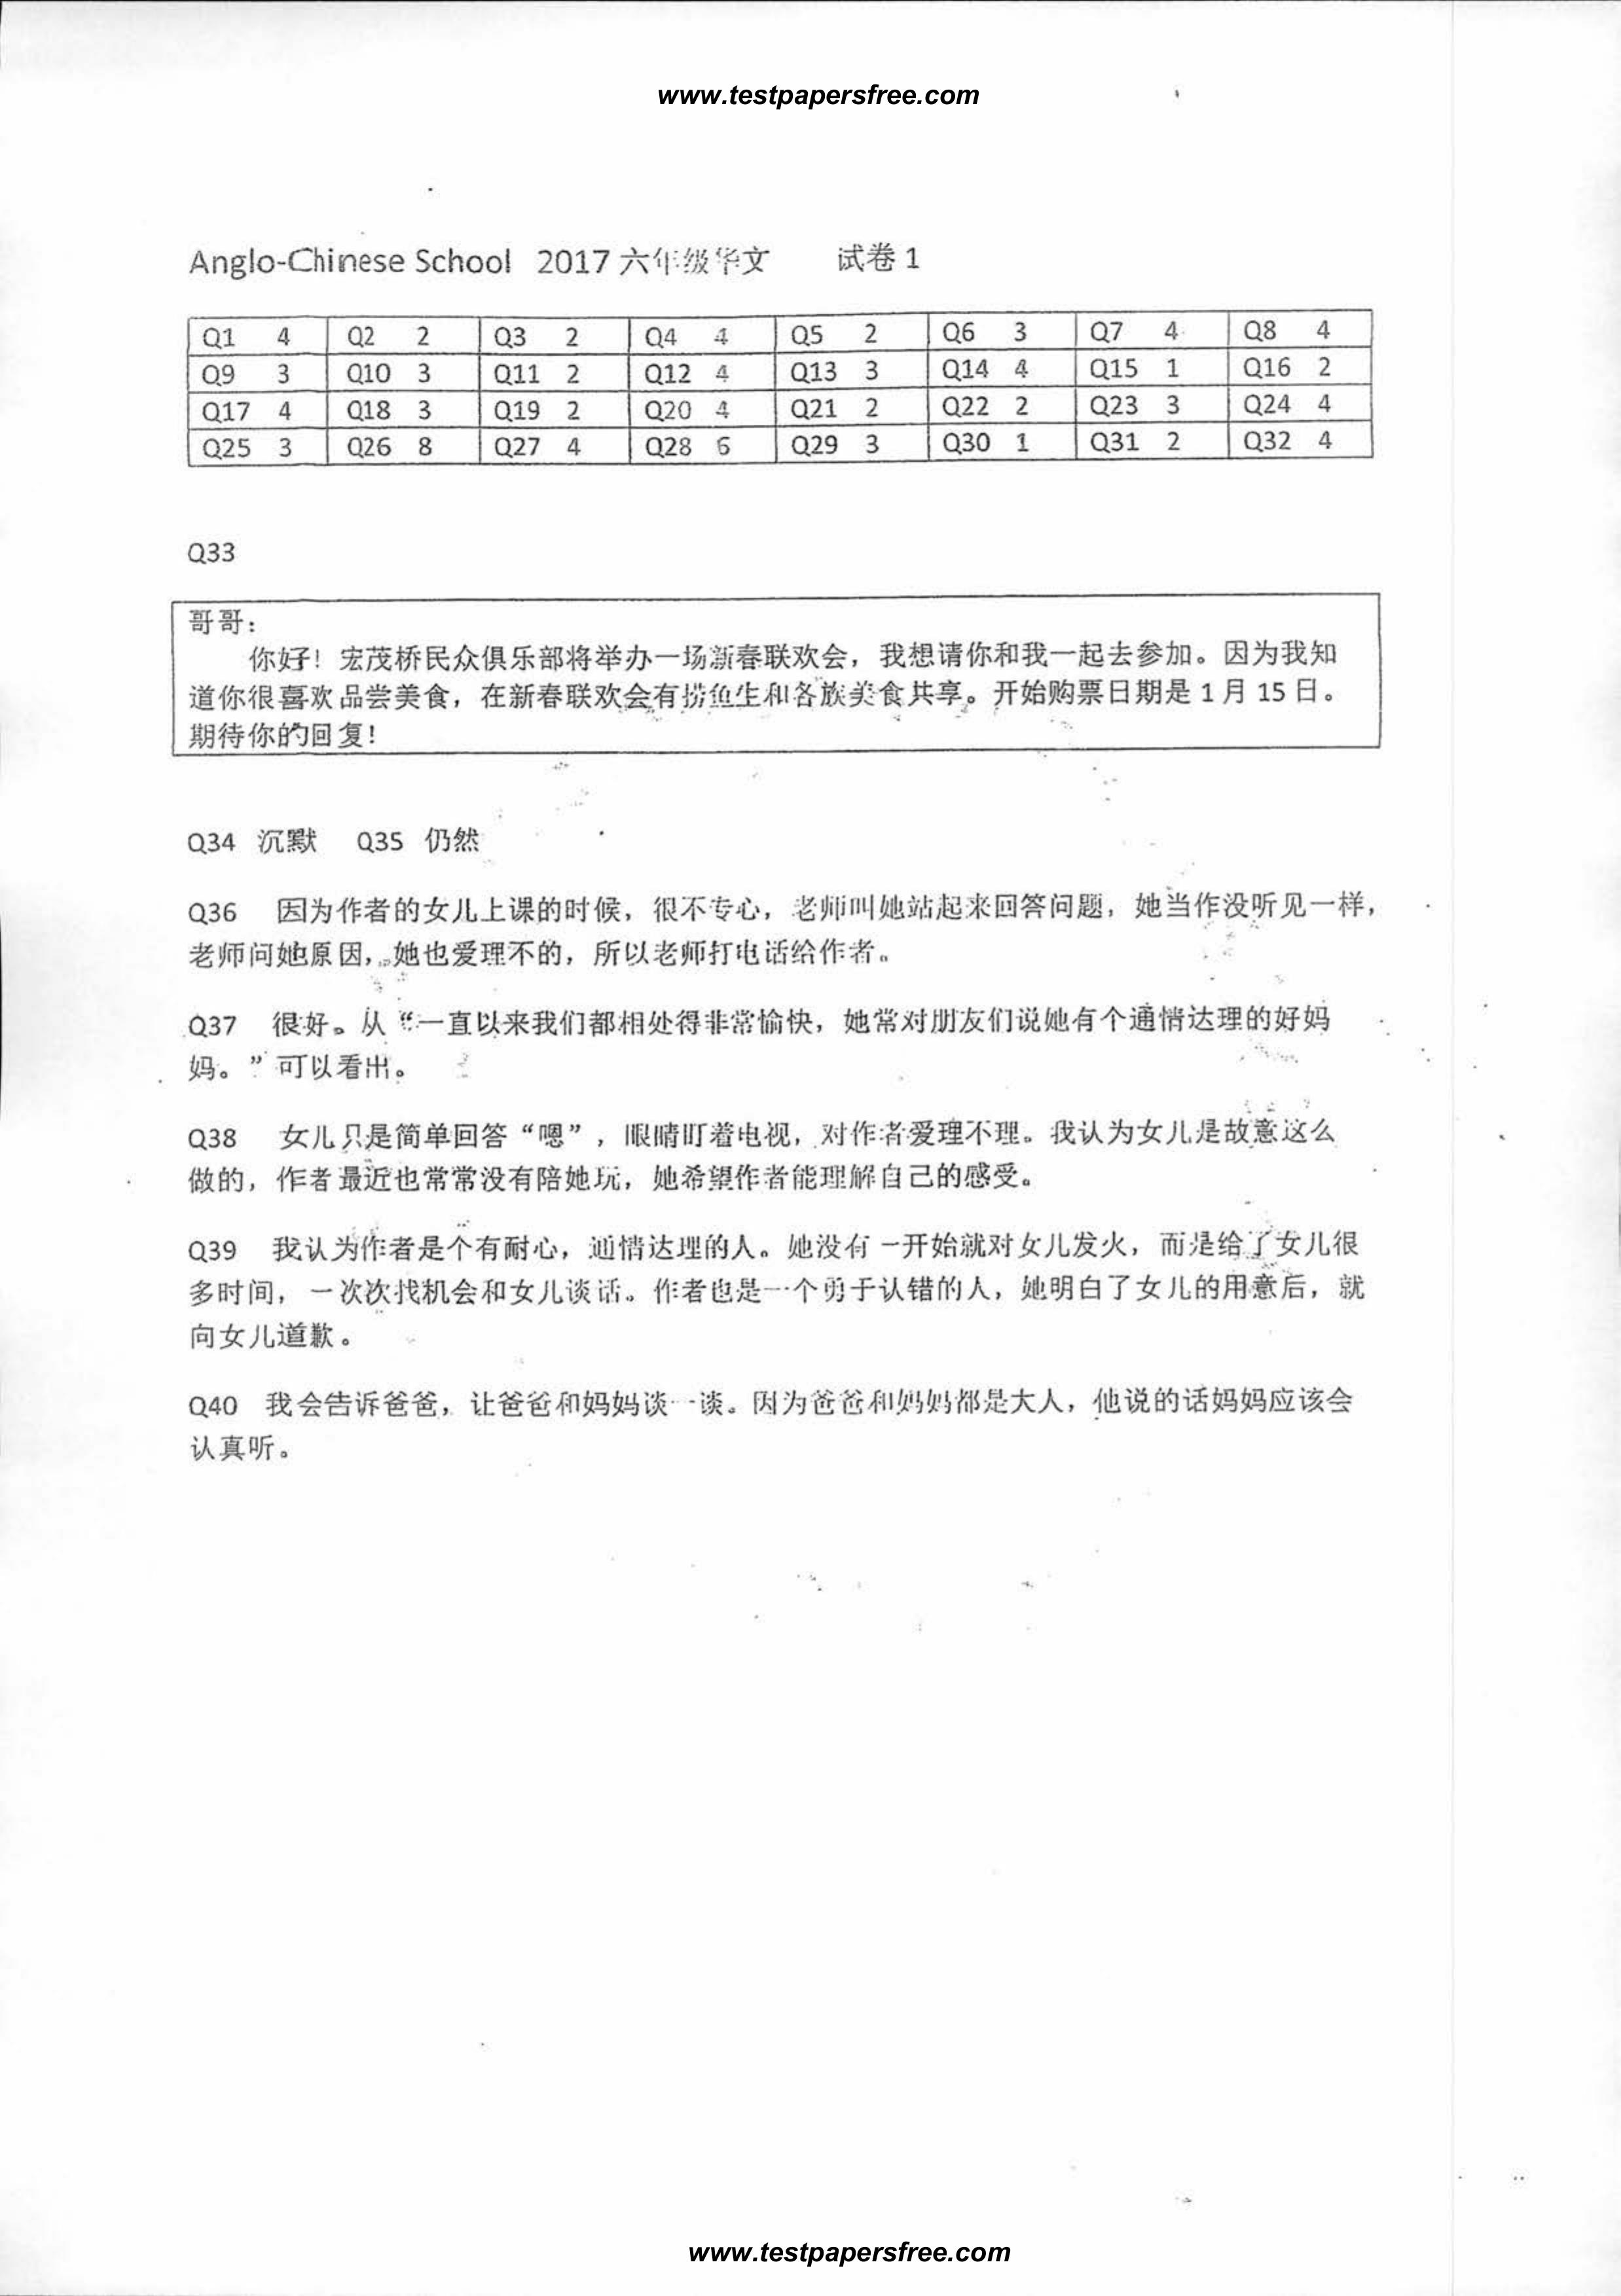 www.testpapersfree.com
Anglo-Chinese School 2017 六年级华文 试卷 1
Q1 4 Q2 2 Q3 2 Q4 4 Q5 2 Q6 3 Q7 4 Q8 4
Q9 3 Q10 3 Q11 2 Q12 4 Q13 3 Q14 4 Q15 1 Q16 2
Q17 4 Q18 3 Q19 2 Q20 4 Q21 2 Q22 2 Q23 3 Q24 4
Q25 3 Q26 8 Q27 4 Q28 6 Q29 3 Q30 1 Q31 2 Q32 4
Q33
哥哥：
你好！宏茂桥民众俱乐部将举办一场新春联欢会，我想请你和我一起去参加。因为我知
道你很喜欢品尝美食，在新春联欢会有捞鱼生和各族美食共享。开始购票日期是 1 月 15 日。
期待你的回复！
Q34 沉默 Q35 仍然
Q36 因为作者的女儿上课的时候，很不专心，老师叫她站起来回答问题，她当作没听见一样，
老师问她原因，她也爱理不的，所以老师打电话给作者。
Q37 很好。从“一直以来我们都相处得非常愉快，她常对朋友们说她有个通情达理的好妈
妈。”可以看出。
Q38 女儿只是简单回答“嗯”，眼睛盯着电视，对作者爱理不理。我认为女儿是故意这么
做的，作者最近也常常没有陪她玩，她希望作者能理解自己的感受。
Q39 我认为作者是个有耐心，通情达理的人。她没有一开始就对女儿发火，而是给了女儿很
多时间，一次次找机会和女儿谈话。作者也是一个勇于认错的人，她明白了女儿的用意后，就
向女儿道歉。
Q40 我会告诉爸爸，让爸爸和妈妈谈一谈。因为爸爸和妈妈都是大人，他说的话妈妈应该会
认真听。
www.testpapersfree.com